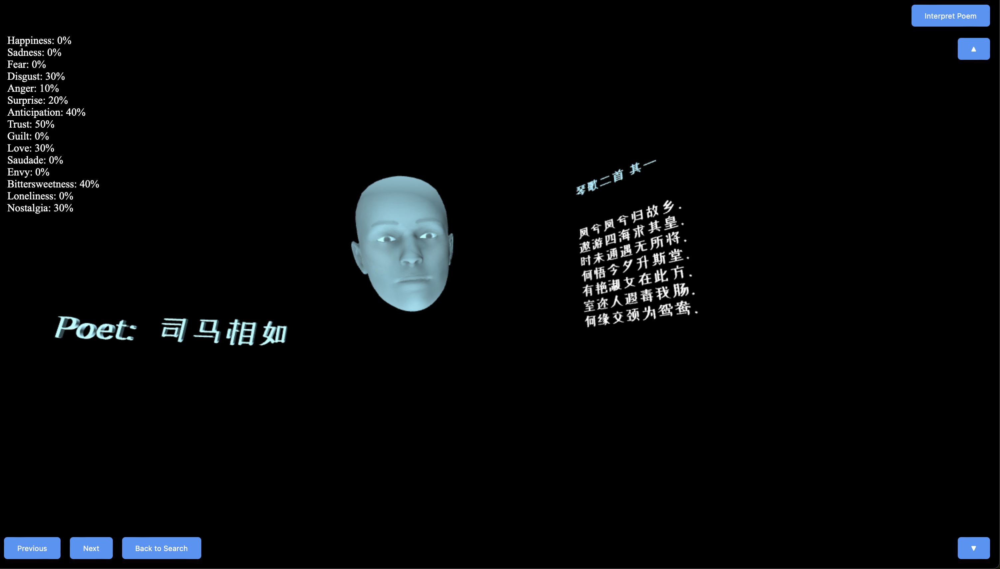 Interpret Poem
▲
Happiness: 0%
Sadness: 0%
Fear: 0%
Disgust: 30%
Anger: 10%
Surprise: 20%
Anticipation: 40%
Trust: 50%
Guilt: 0%
Love: 30%
Saudade: 0%
Envy: 0%
Bittersweetness: 40%
Loneliness: 0%
Nostalgia: 30%
琴歌二首 其一
凤兮凤兮归故乡.
遨游四海求其皇.
时未通遇无所将.
何悟今夕升斯堂.
有艳淑女在此方.
室迩人遐毒我肠.
何缘交颈为鸳鸯.
Poet: 司马相如
Previous
Next
Back to Search
▼